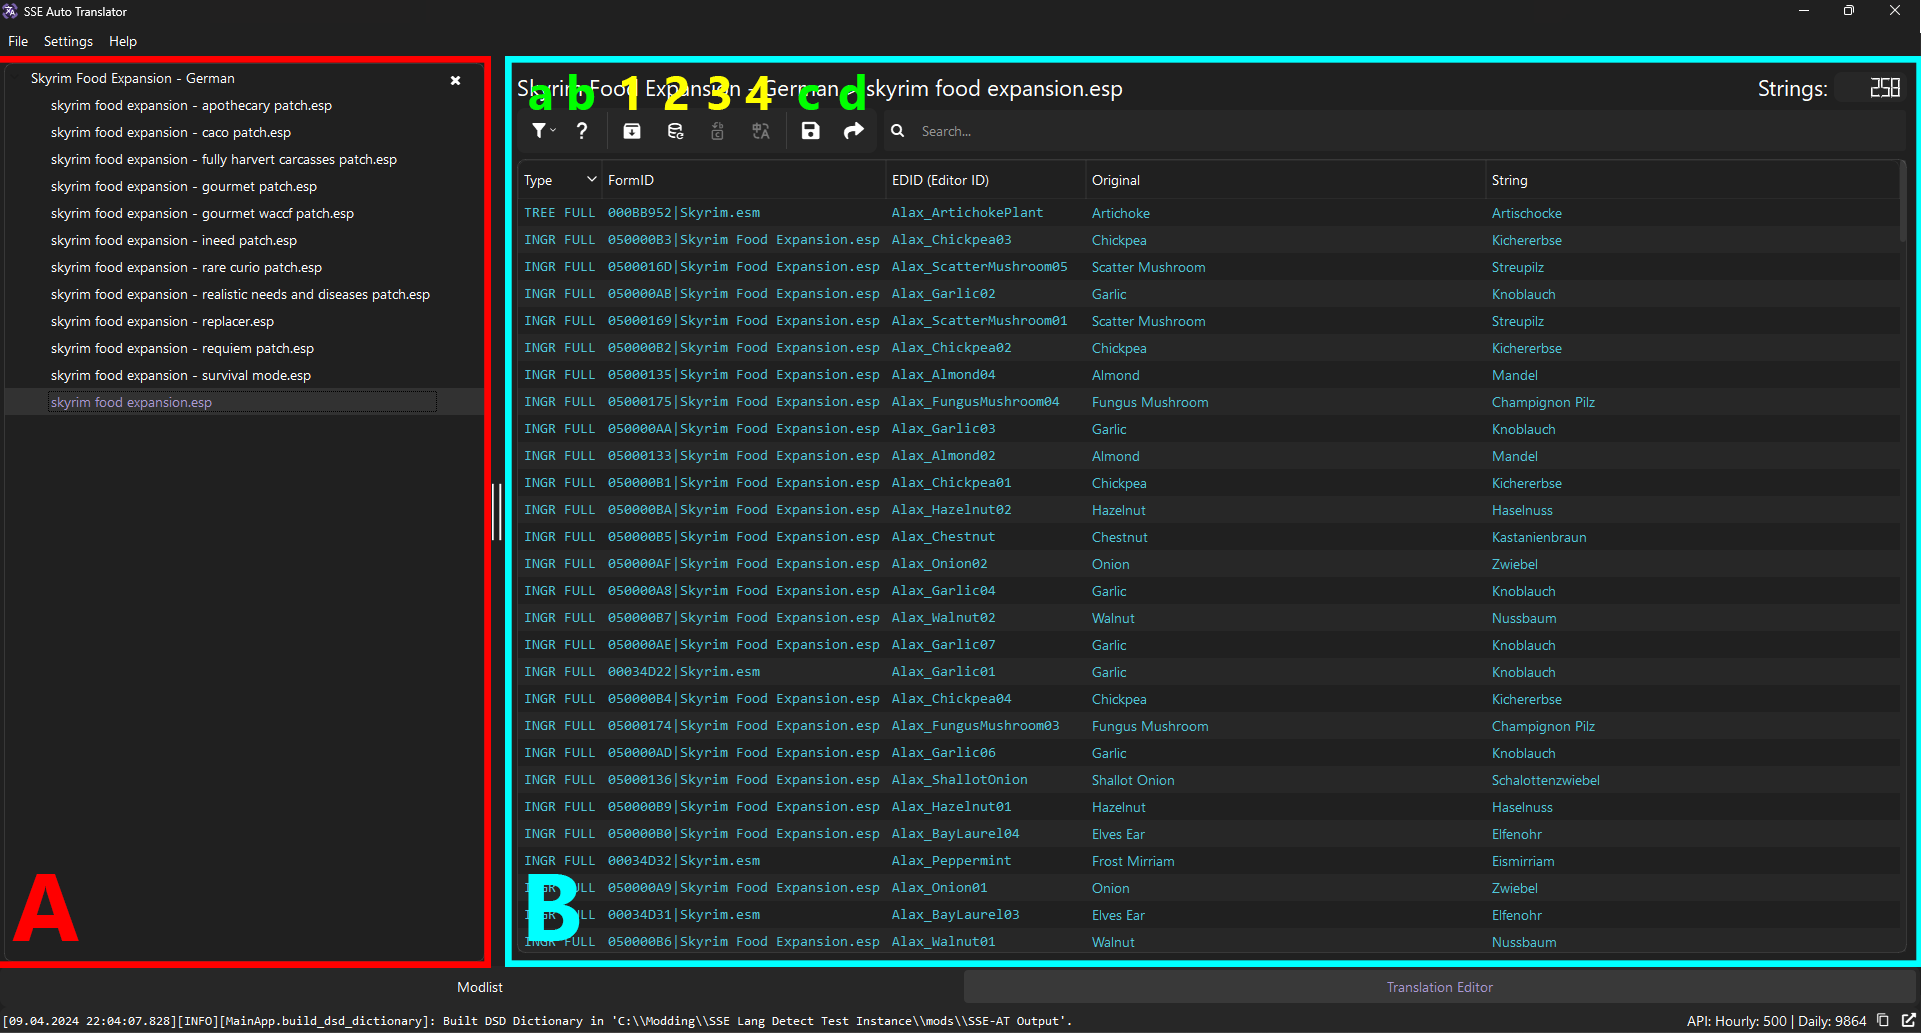 SSE Auto Translator
File Settings Help
Skyrim Food Expansion - German
skyrim food expansion - apothecary patch.esp
skyrim food expansion - caco patch.esp
skyrim food expansion - fully harvert carcasses patch.esp
skyrim food expansion - gourmet patch.esp
skyrim food expansion - gourmet waccf patch.esp
skyrim food expansion - ineed patch.esp
skyrim food expansion - rare curio patch.esp
skyrim food expansion - realistic needs and diseases patch.esp
skyrim food expansion - replacer.esp
skyrim food expansion - requiem patch.esp
skyrim food expansion - survival mode.esp
skyrim food expansion.esp
A
Skyrim Food Expansion - German - skyrim food expansion.esp
Strings: 258
a b 1 2 3 4 c d
Search...
Type FormID EDID (Editor ID) Original String
TREE FULL 000BB952|Skyrim.esm Alax_ArtichokePlant Artichoke Artischocke
INGR FULL 050000B3|Skyrim Food Expansion.esp Alax_Chickpea03 Chickpea Kichererbse
INGR FULL 0500016D|Skyrim Food Expansion.esp Alax_ScatterMushroom05 Scatter Mushroom Streupilz
INGR FULL 050000AB|Skyrim Food Expansion.esp Alax_Garlic02 Garlic Knoblauch
INGR FULL 05000169|Skyrim Food Expansion.esp Alax_ScatterMushroom01 Scatter Mushroom Streupilz
INGR FULL 050000B2|Skyrim Food Expansion.esp Alax_Chickpea02 Chickpea Kichererbse
INGR FULL 05000135|Skyrim Food Expansion.esp Alax_Almond04 Almond Mandel
INGR FULL 05000175|Skyrim Food Expansion.esp Alax_FungusMushroom04 Fungus Mushroom Champignon Pilz
INGR FULL 050000AA|Skyrim Food Expansion.esp Alax_Garlic03 Garlic Knoblauch
INGR FULL 05000133|Skyrim Food Expansion.esp Alax_Almond02 Almond Mandel
INGR FULL 050000B1|Skyrim Food Expansion.esp Alax_Chickpea01 Chickpea Kichererbse
INGR FULL 050000BA|Skyrim Food Expansion.esp Alax_Hazelnut02 Hazelnut Haselnuss
INGR FULL 050000B5|Skyrim Food Expansion.esp Alax_Chestnut Chestnut Kastanienbraun
INGR FULL 050000AF|Skyrim Food Expansion.esp Alax_Onion02 Onion Zwiebel
INGR FULL 050000A8|Skyrim Food Expansion.esp Alax_Garlic04 Garlic Knoblauch
INGR FULL 050000B7|Skyrim Food Expansion.esp Alax_Walnut02 Walnut Nussbaum
INGR FULL 050000AE|Skyrim Food Expansion.esp Alax_Garlic07 Garlic Knoblauch
INGR FULL 00034D22|Skyrim.esm Alax_Garlic01 Garlic Knoblauch
INGR FULL 050000B4|Skyrim Food Expansion.esp Alax_Chickpea04 Chickpea Kichererbse
INGR FULL 05000174|Skyrim Food Expansion.esp Alax_FungusMushroom03 Fungus Mushroom Champignon Pilz
INGR FULL 050000AD|Skyrim Food Expansion.esp Alax_Garlic06 Garlic Knoblauch
INGR FULL 05000136|Skyrim Food Expansion.esp Alax_ShallotOnion Shallot Onion Schalottenzwiebel
INGR FULL 050000B9|Skyrim Food Expansion.esp Alax_Hazelnut01 Hazelnut Haselnuss
INGR FULL 050000B0|Skyrim Food Expansion.esp Alax_BayLaurel04 Elves Ear Elfenohr
INGR FULL 00034D32|Skyrim.esm Alax_Peppermint Frost Mirriam Eismirriam
INGR FULL 050000A9|Skyrim Food Expansion.esp Alax_Onion01 Onion Zwiebel
INGR FULL 00034D31|Skyrim.esm Alax_BayLaurel03 Elves Ear Elfenohr
INGR FULL 050000B6|Skyrim Food Expansion.esp Alax_Walnut01 Walnut Nussbaum
B
Modlist Translation Editor
[09.04.2024 22:04:07.828][INFO][MainApp.build_dsd_dictionary]: Built DSD Dictionary in 'C:\\Modding\\SSE Lang Detect Test Instance\\mods\\SSE-AT Output'.
API: Hourly: 500 | Daily: 9864